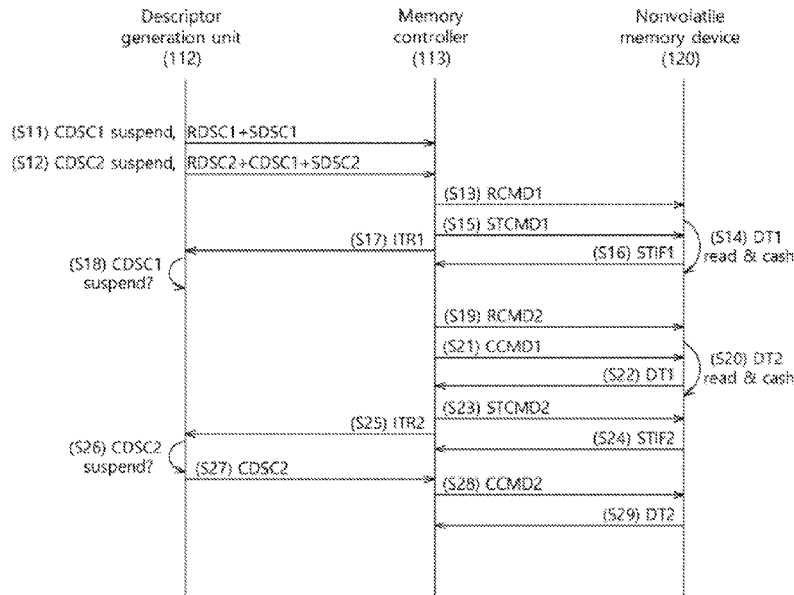 Descriptor
generation unit
(112)
Memory
controller
(113)
Nonvolatile
memory device
(120)
(S11) CDSC1 suspend, RDSC1+SDSC1
(S12) CDSC2 suspend, RDSC2+CDSC1+SDSC2
(S13) RCMD1
(S15) STCMD1
(S14) DT1
read & cash
(S17) ITR1
(S16) STIF1
(S18) CDSC1
suspend?
(S19) RCMD2
(S21) CCMD1
(S20) DT2
read & cash
(S22) DT1
(S23) STCMD2
(S25) ITR2
(S24) STIF2
(S26) CDSC2
suspend?
(S27) CDSC2
(S28) CCMD2
(S29) DT2